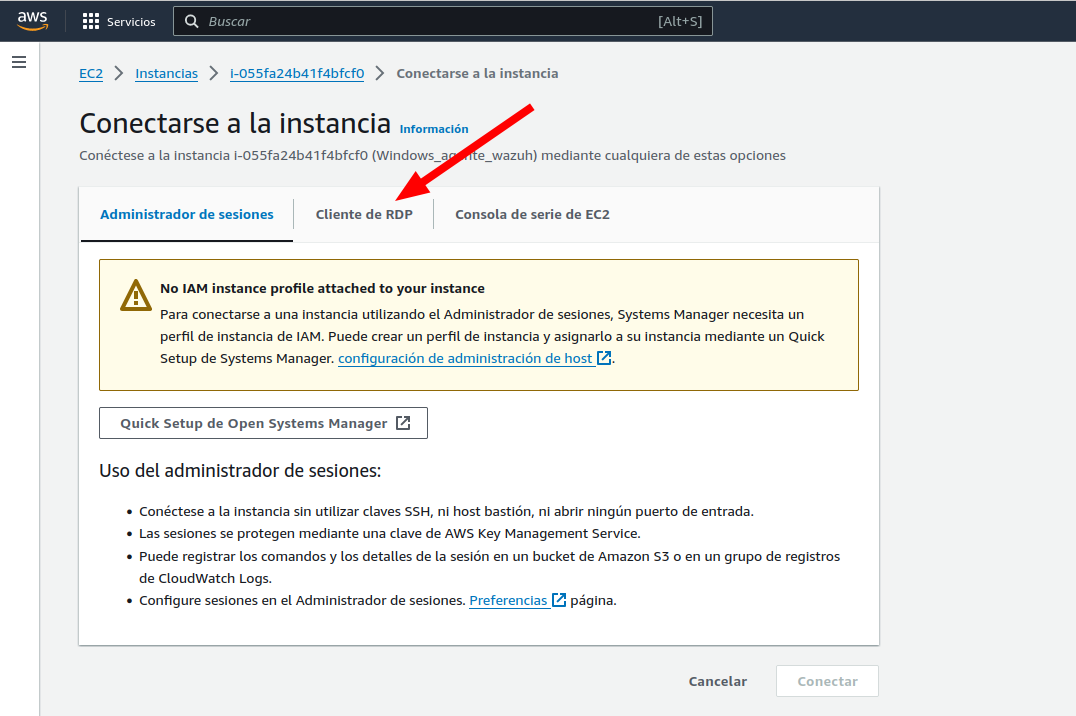 aws
Servicios
Buscar [Alt+S]
EC2 > Instancias > i-055fa24b41f4bfcf0 > Conectarse a la instancia
Conectarse a la instancia Información
Conéctese a la instancia i-055fa24b41f4bfcf0 (Windows_agente_wazuh) mediante cualquiera de estas opciones
Administrador de sesiones
Cliente de RDP
Consola de serie de EC2
No IAM instance profile attached to your instance
Para conectarse a una instancia utilizando el Administrador de sesiones, Systems Manager necesita un
perfil de instancia de IAM. Puede crear un perfil de instancia y asignarlo a su instancia mediante un Quick
Setup de Systems Manager. configuración de administración de host .
Quick Setup de Open Systems Manager
Uso del administrador de sesiones:
• Conéctese a la instancia sin utilizar claves SSH, ni host bastión, ni abrir ningún puerto de entrada.
• Las sesiones se protegen mediante una clave de AWS Key Management Service.
• Puede registrar los comandos y los detalles de la sesión en un bucket de Amazon S3 o en un grupo de registros
de CloudWatch Logs.
• Configure sesiones en el Administrador de sesiones. Preferencias página.
Cancelar
Conectar